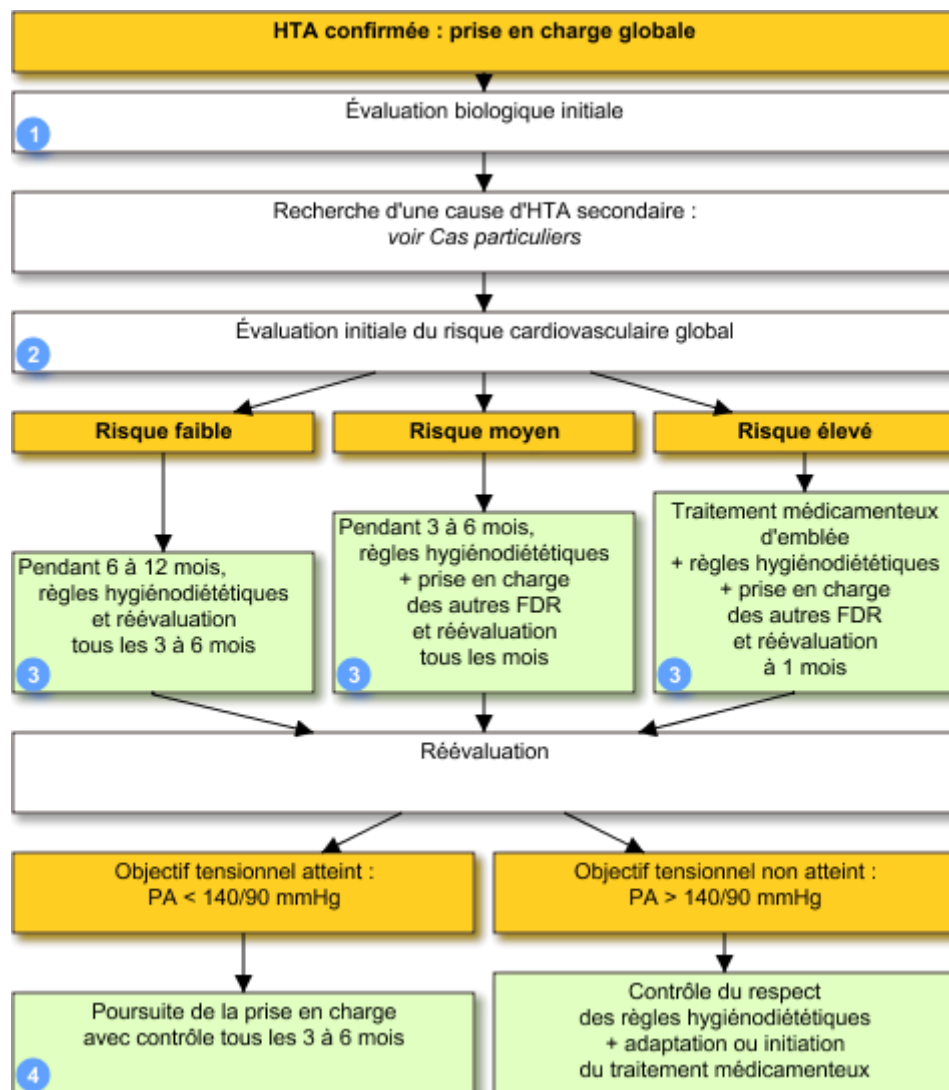 HTA confirmée : prise en charge globale
Évaluation biologique initiale
1
Recherche d'une cause d'HTA secondaire :
voir Cas particuliers
Évaluation initiale du risque cardiovasculaire global
2
Risque faible
Risque moyen
Risque élevé
Pendant 6 à 12 mois,
règles hygiénodiététiques
et réévaluation
tous les 3 à 6 mois
3
Pendant 3 à 6 mois,
règles hygiénodiététiques
+ prise en charge
des autres FDR
et réévaluation
tous les mois
3
Traitement médicamenteux
d'emblée
+ règles hygiénodiététiques
+ prise en charge
des autres FDR
et réévaluation
à 1 mois
3
Réévaluation
Objectif tensionnel atteint :
PA < 140/90 mmHg
Objectif tensionnel non atteint :
PA > 140/90 mmHg
Poursuite de la prise en charge
avec contrôle tous les 3 à 6 mois
4
Contrôle du respect
des règles hygiénodiététiques
+ adaptation ou initiation
du traitement médicamenteux